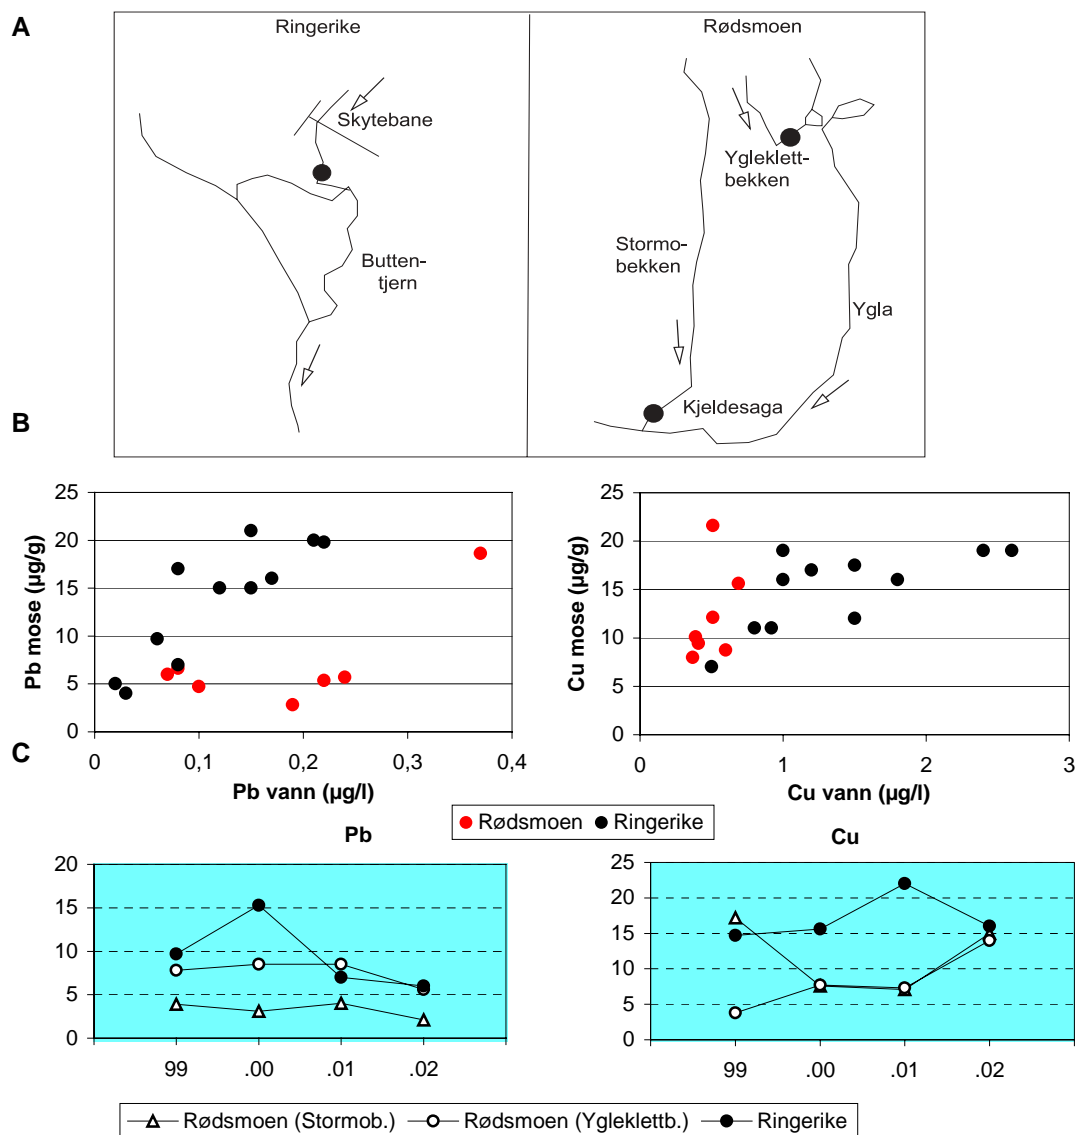 A
Ringerike
Rødsmoen
Skytebane
Ygleklett-
bekken
Butten-
tjern
Stormo-
bekken
Ygla
Kjeldesaga
B
Pb mose (µg/g)
25
20
15
10
5
0
0 0,1 0,2 0,3 0,4
Pb vann (µg/l)
Cu mose (µg/g)
25
20
15
10
5
0
0 1 2 3
Cu vann (µg/l)
Rødsmoen Ringerike
C
Pb
20
15
10
5
0
99 .00 .01 .02
Cu
25
20
15
10
5
0
99 .00 .01 .02
Rødsmoen (Stormob.) Rødsmoen (Ygleklettb.) Ringerike